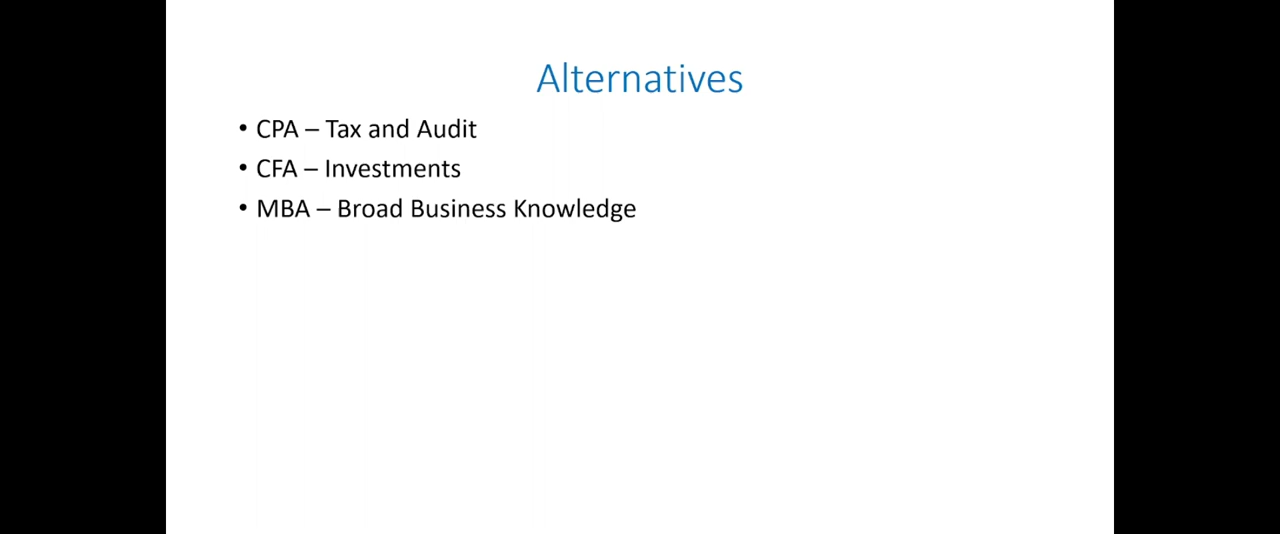 Alternatives
• CPA – Tax and Audit
• CFA – Investments
• MBA – Broad Business Knowledge